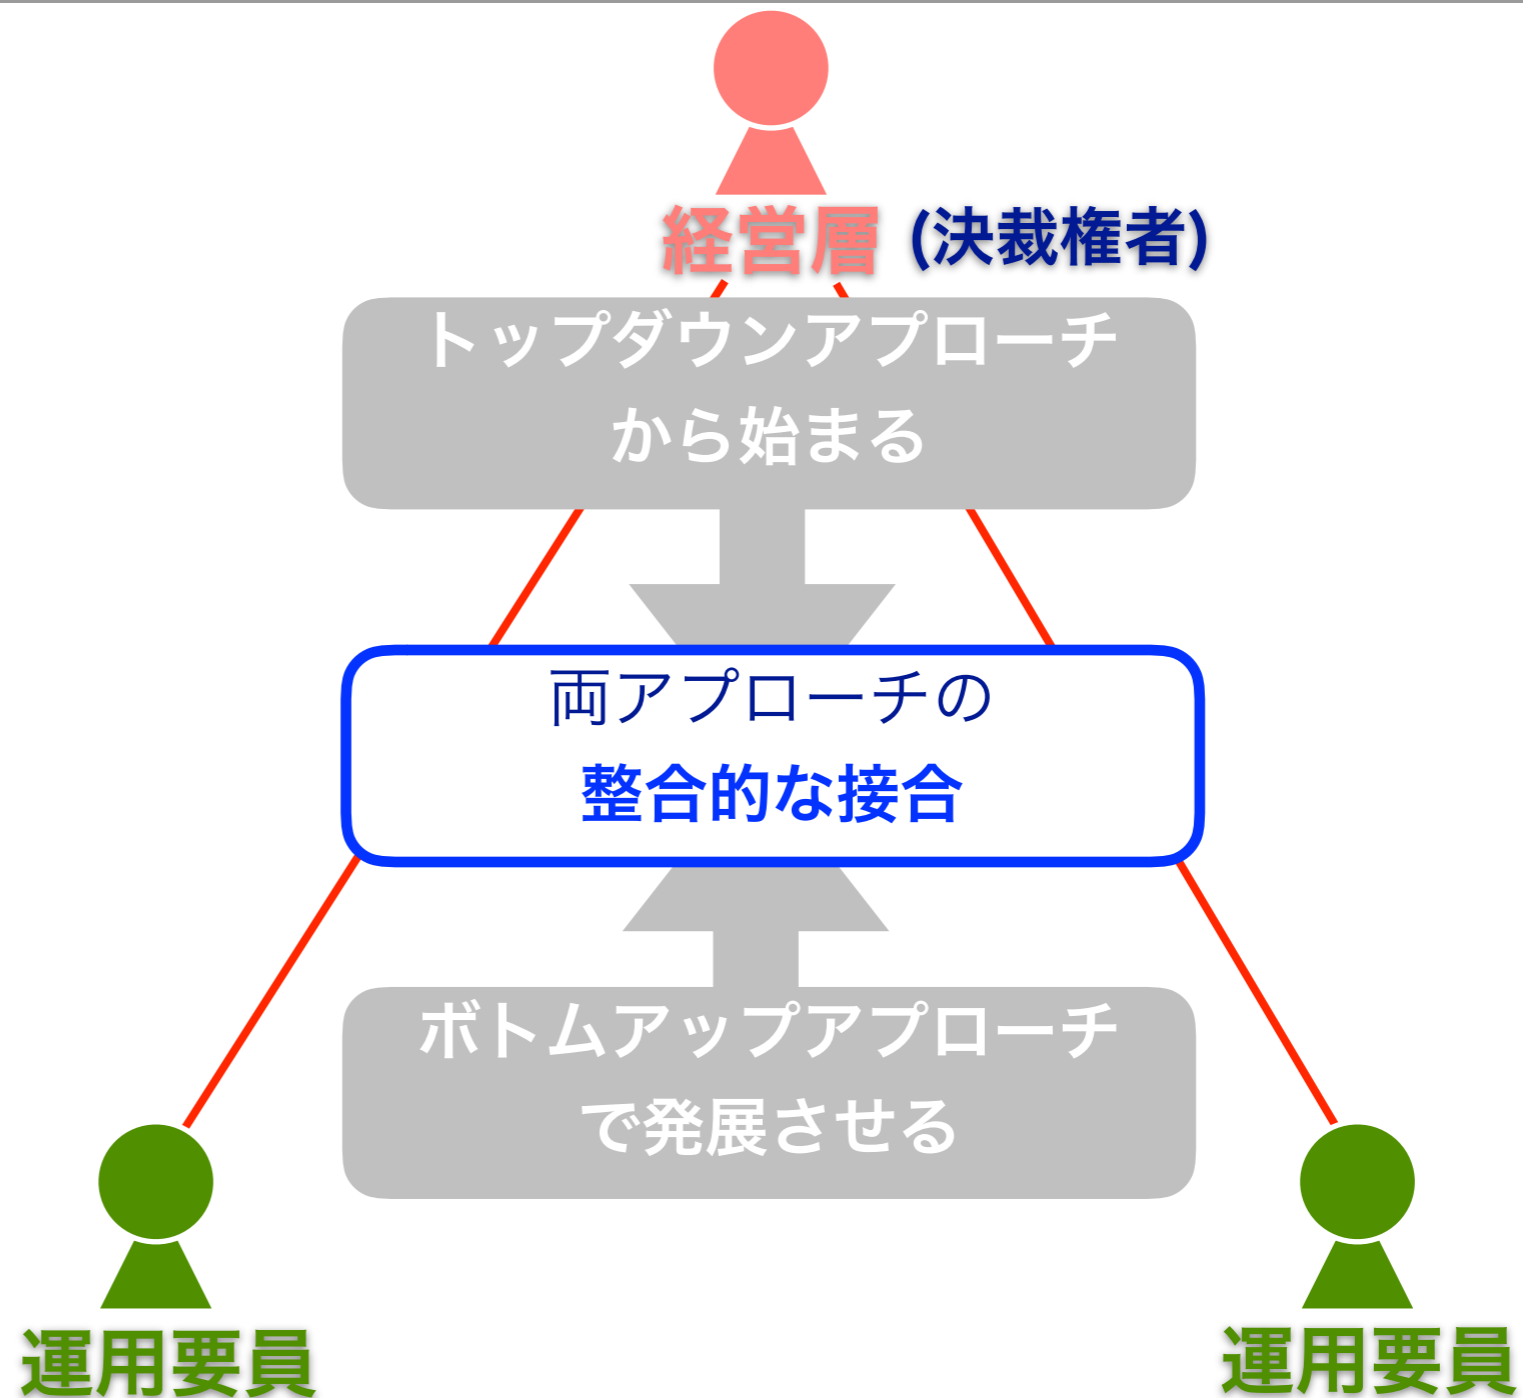 経営層 (決裁権者)
トップダウンアプローチ
から始まる
両アプローチの
整合的な接合
ボトムアップアプローチ
で発展させる
運用要員
運用要員